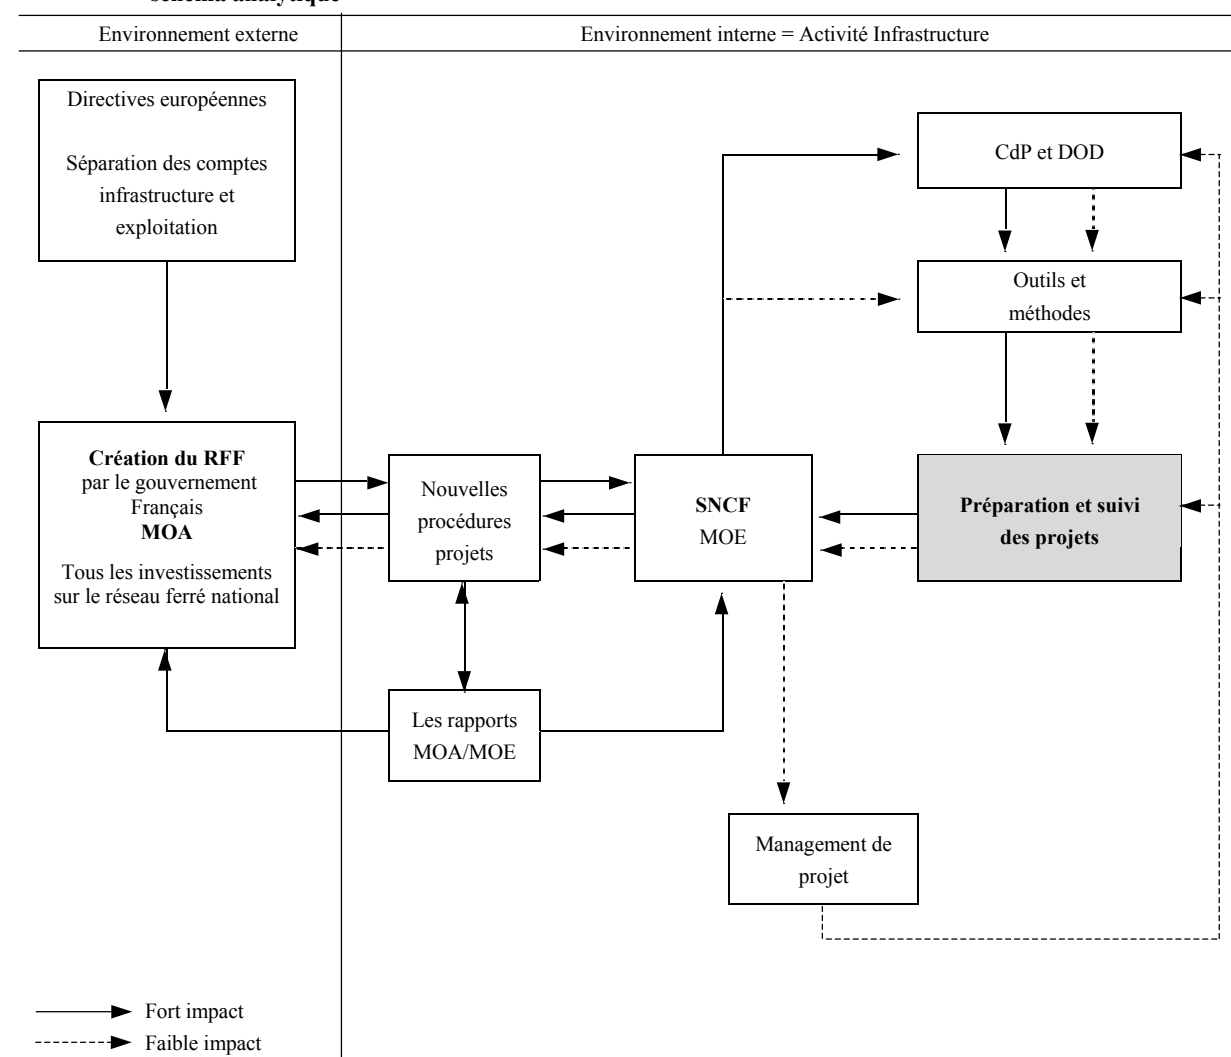 schéma analytique
Environnement externe
Environnement interne = Activité Infrastructure
Directives européennes
Séparation des comptes
infrastructure et
exploitation
CdP et DOD
Outils et
méthodes
Création du RFF
par le gouvernement
Français
MOA
Tous les investissements
sur le réseau ferré national
Nouvelles
procédures
projets
SNCF
MOE
Préparation et suivi
des projets
Les rapports
MOA/MOE
Management de
projet
Fort impact
Faible impact